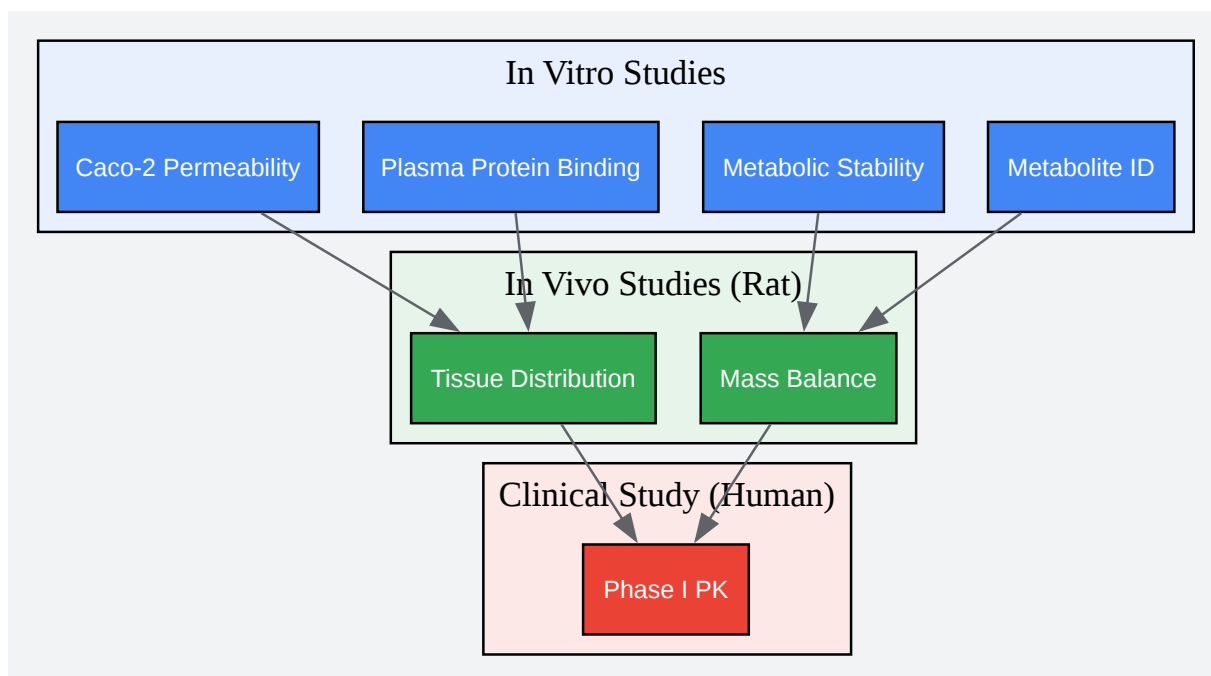 In Vitro Studies
Caco-2 Permeability
Plasma Protein Binding
Metabolic Stability
Metabolite ID
In Vivo Studies (Rat)
Tissue Distribution
Mass Balance
Clinical Study (Human)
Phase I PK